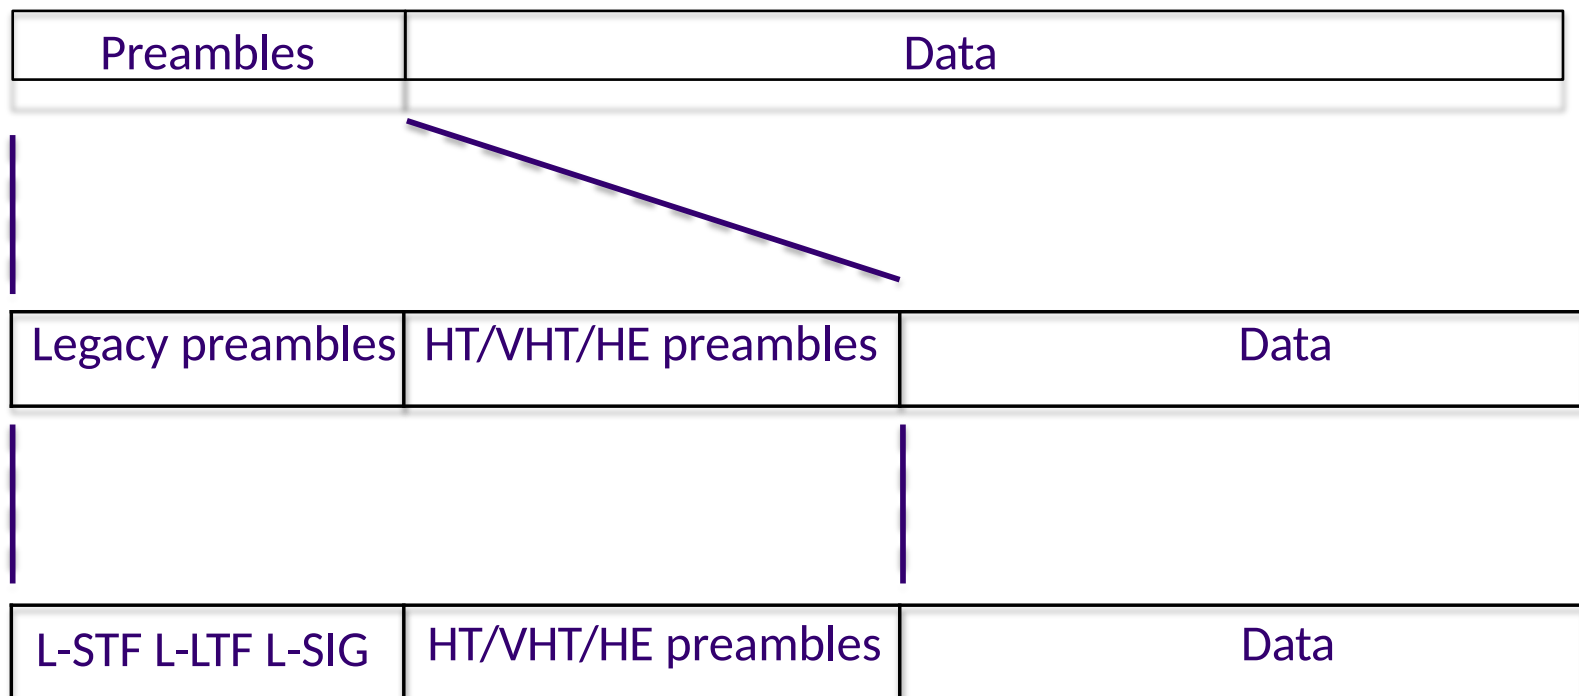 Preambles Data
Legacy preambles HT/VHT/HE preambles Data
L-STF L-LTF L-SIG HT/VHT/HE preambles Data